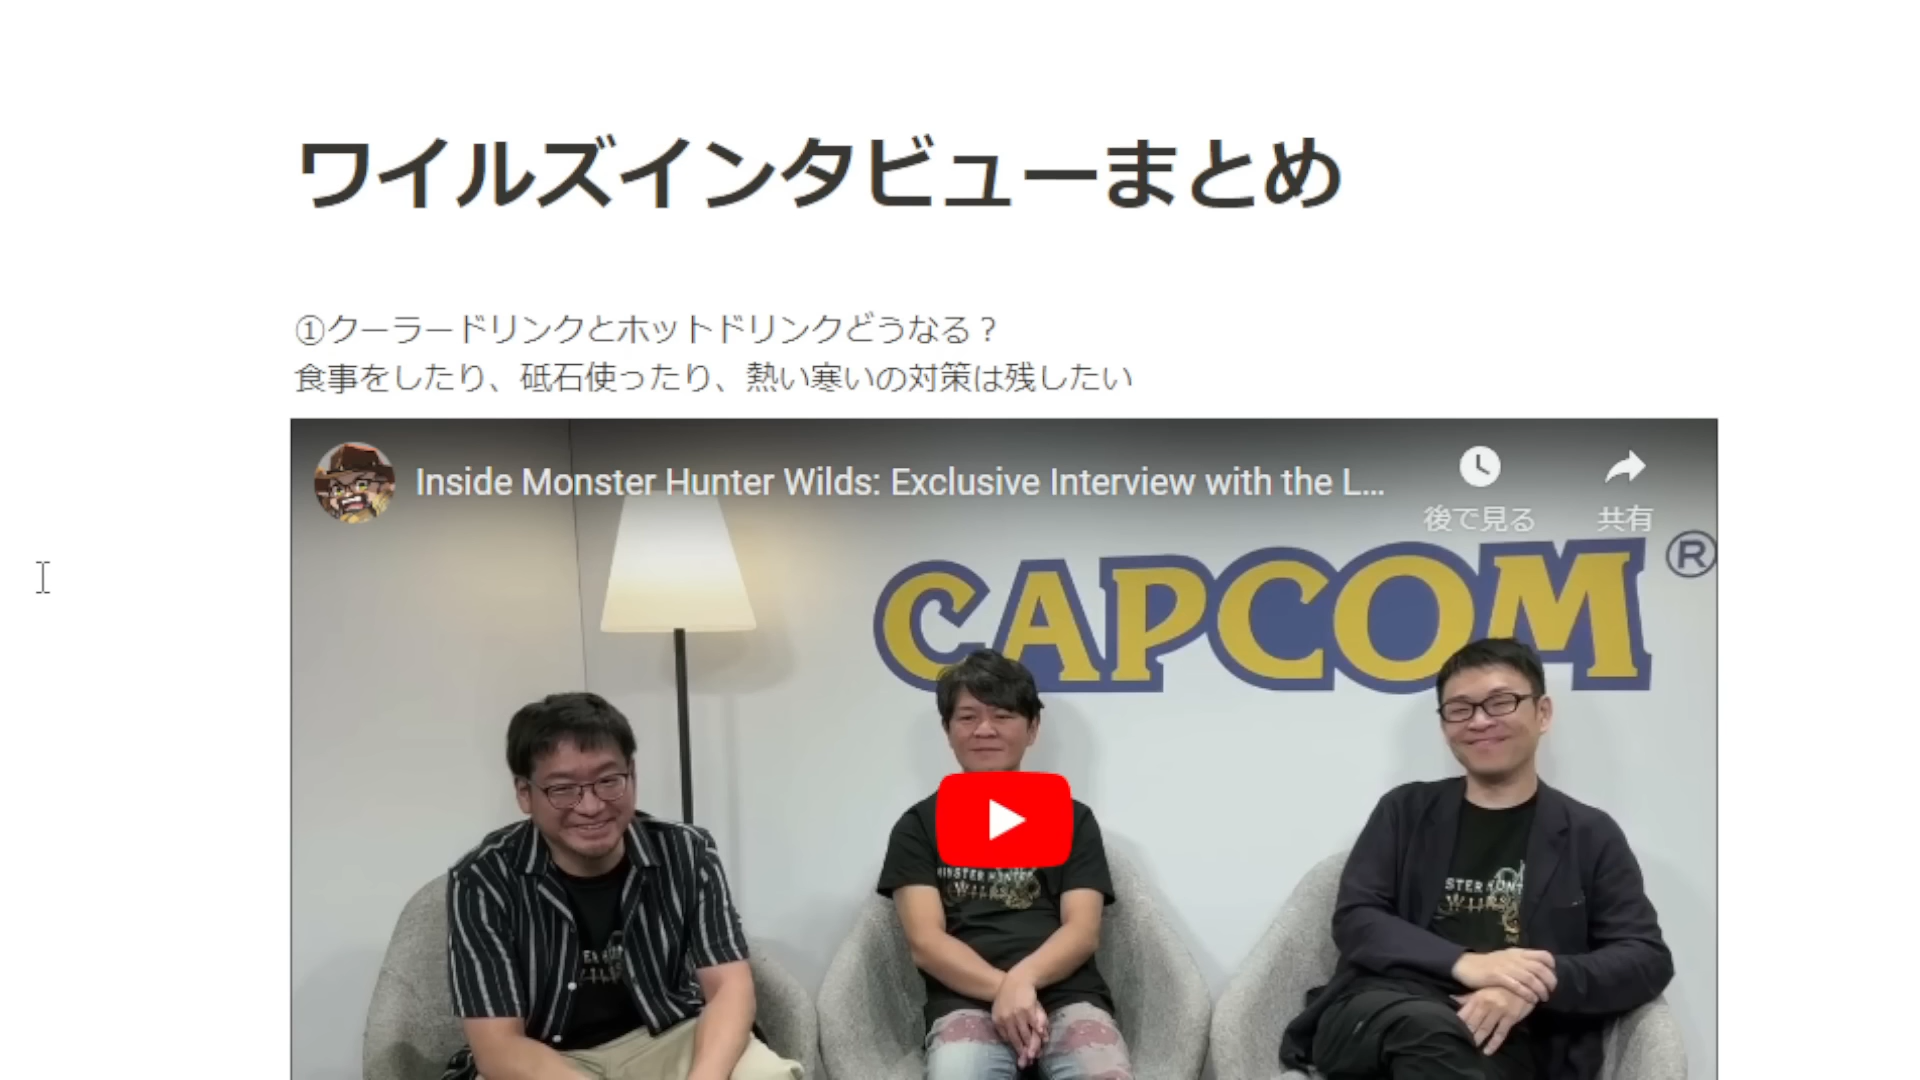 ワイルズインタビューまとめ
①クーラードリンクとホットドリンクどうなる？
食事をしたり、砥石使ったり、熱い寒いの対策は残したい
Inside Monster Hunter Wilds: Exclusive Interview with the L...
後で見る
共有
CAPCOM®
MONSTER HUNTER
WILDS